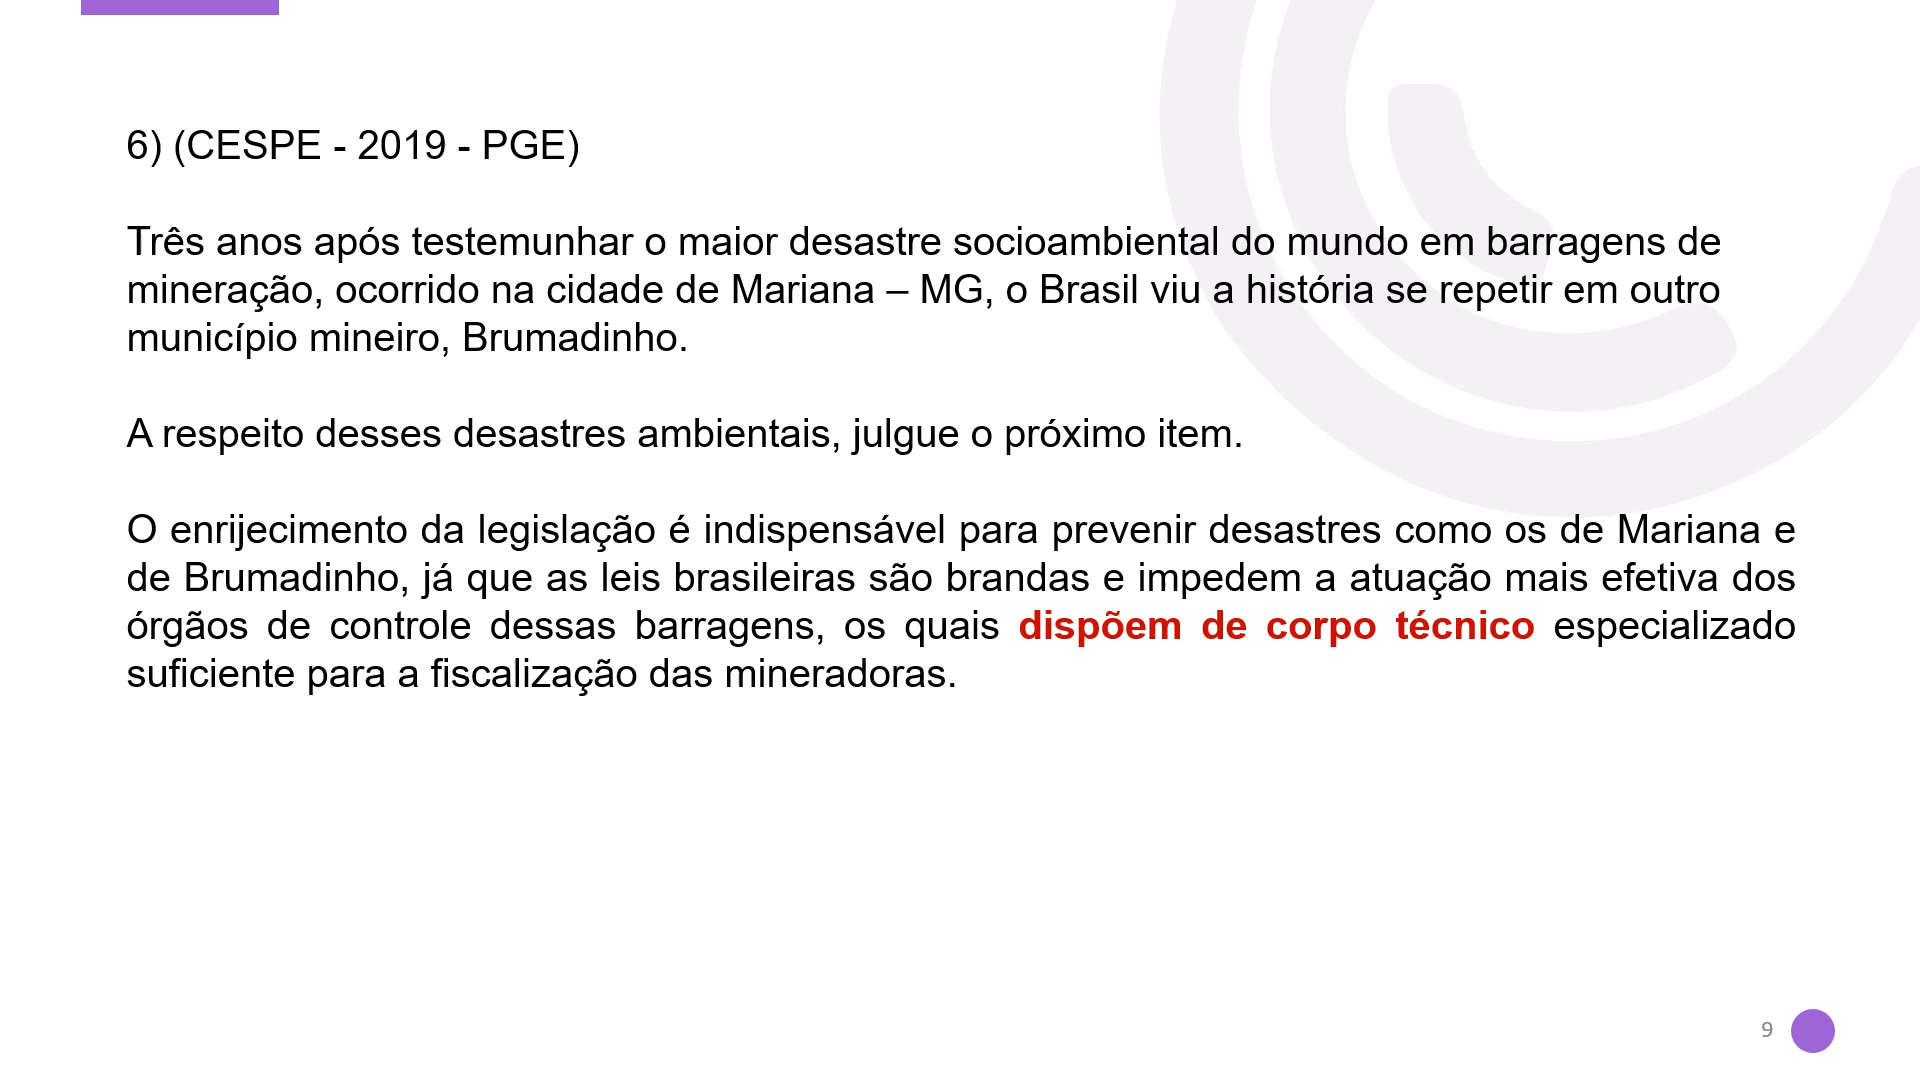 6) (CESPE - 2019 - PGE)
Três anos após testemunhar o maior desastre socioambiental do mundo em barragens de
mineração, ocorrido na cidade de Mariana – MG, o Brasil viu a história se repetir em outro
município mineiro, Brumadinho.
A respeito desses desastres ambientais, julgue o próximo item.
O enrijecimento da legislação é indispensável para prevenir desastres como os de Mariana e
de Brumadinho, já que as leis brasileiras são brandas e impedem a atuação mais efetiva dos
órgãos de controle dessas barragens, os quais dispõem de corpo técnico especializado
suficiente para a fiscalização das mineradoras.
9